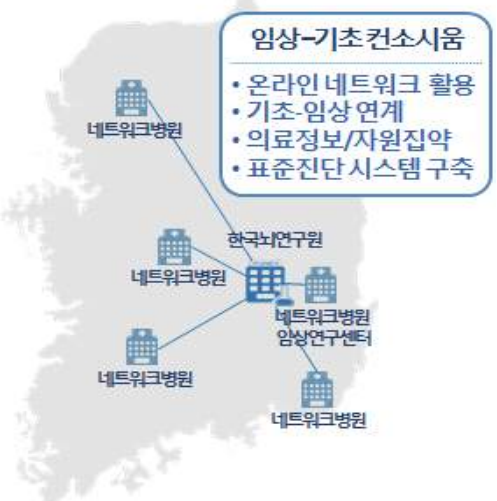 임상-기초 컨소시움
• 온라인 네트워크 활용
• 기초-임상 연계
• 의료정보/자원집약
• 표준진단 시스템 구축
네트워크병원
한국뇌연구원
네트워크병원
네트워크병원
임상연구센터
네트워크병원
네트워크병원